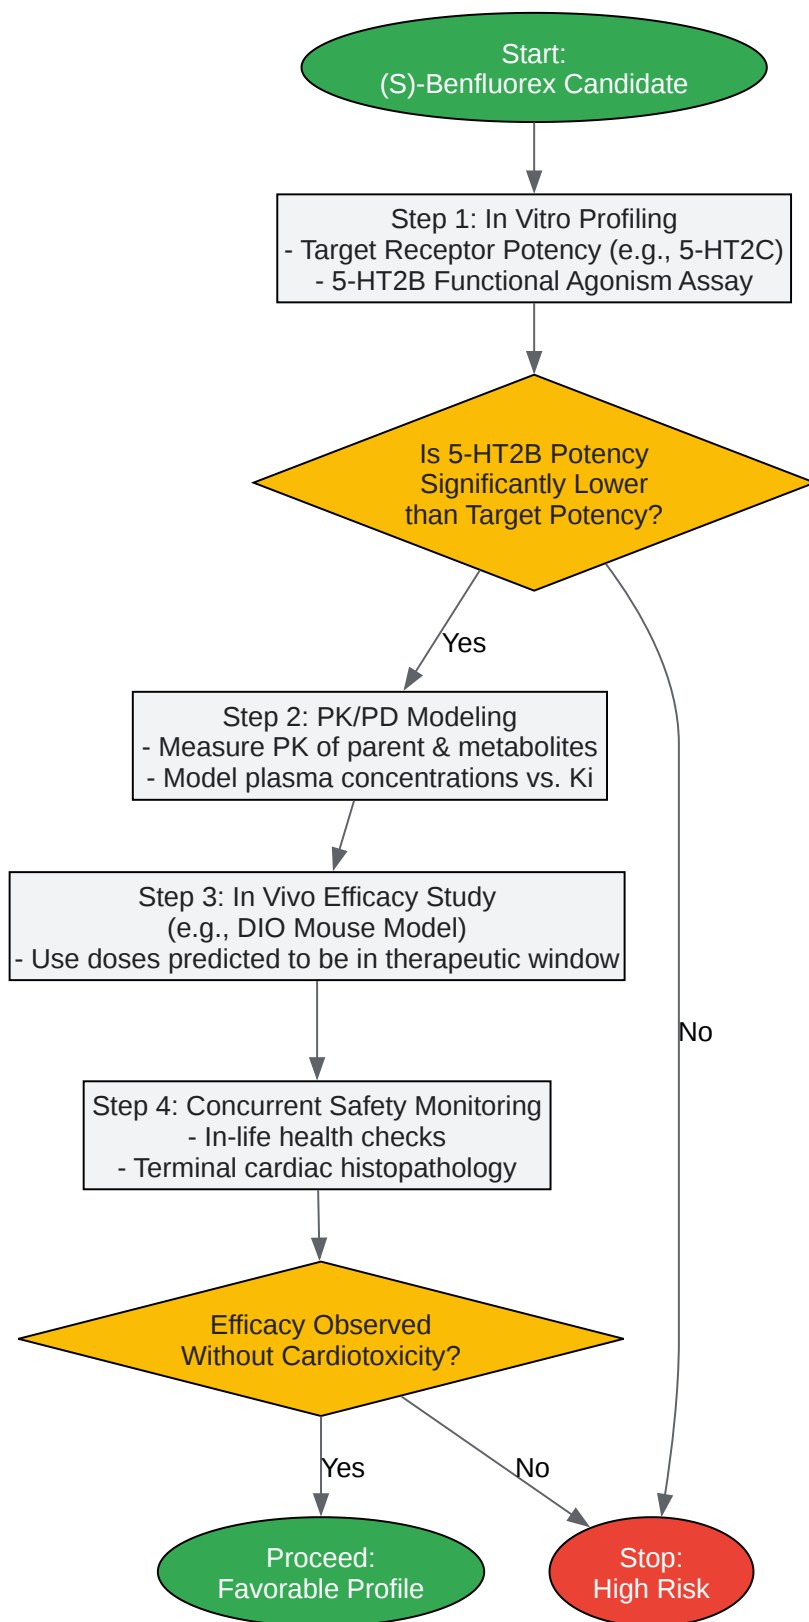 Start:
(S)-Benfluorex Candidate
Step 1: In Vitro Profiling
- Target Receptor Potency (e.g., 5-HT2C)
- 5-HT2B Functional Agonism Assay
Is 5-HT2B Potency
Significantly Lower
than Target Potency?
Yes
Step 2: PK/PD Modeling
- Measure PK of parent & metabolites
- Model plasma concentrations vs. Ki
Step 3: In Vivo Efficacy Study
(e.g., DIO Mouse Model)
- Use doses predicted to be in therapeutic window
No
Step 4: Concurrent Safety Monitoring
- In-life health checks
- Terminal cardiac histopathology
Efficacy Observed
Without Cardiotoxicity?
Yes
No
Proceed:
Favorable Profile
Stop:
High Risk